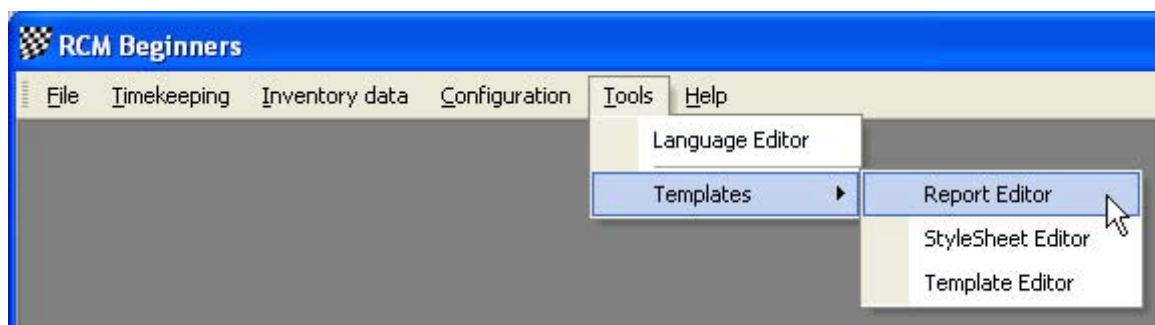 RCM Beginners
File Timekeeping Inventory data Configuration Tools Help
Language Editor
Templates
Report Editor
StyleSheet Editor
Template Editor